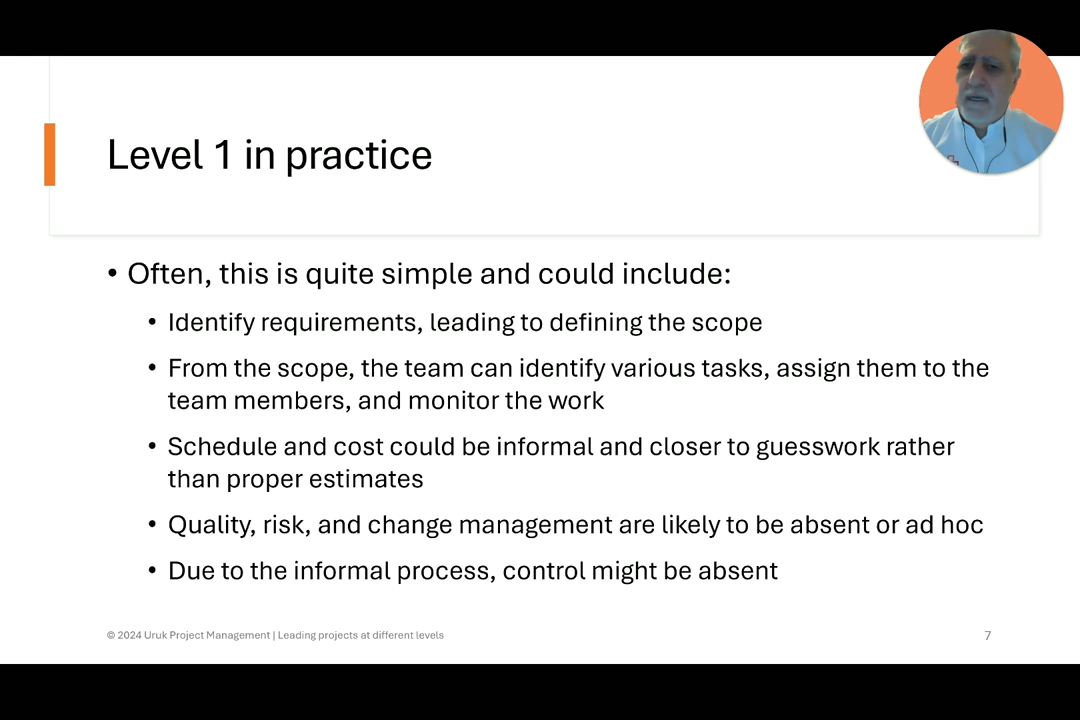 Level 1 in practice
• Often, this is quite simple and could include:
• Identify requirements, leading to defining the scope
• From the scope, the team can identify various tasks, assign them to the
team members, and monitor the work
• Schedule and cost could be informal and closer to guesswork rather
than proper estimates
• Quality, risk, and change management are likely to be absent or ad hoc
• Due to the informal process, control might be absent
© 2024 Uruk Project Management | Leading projects at different levels
7